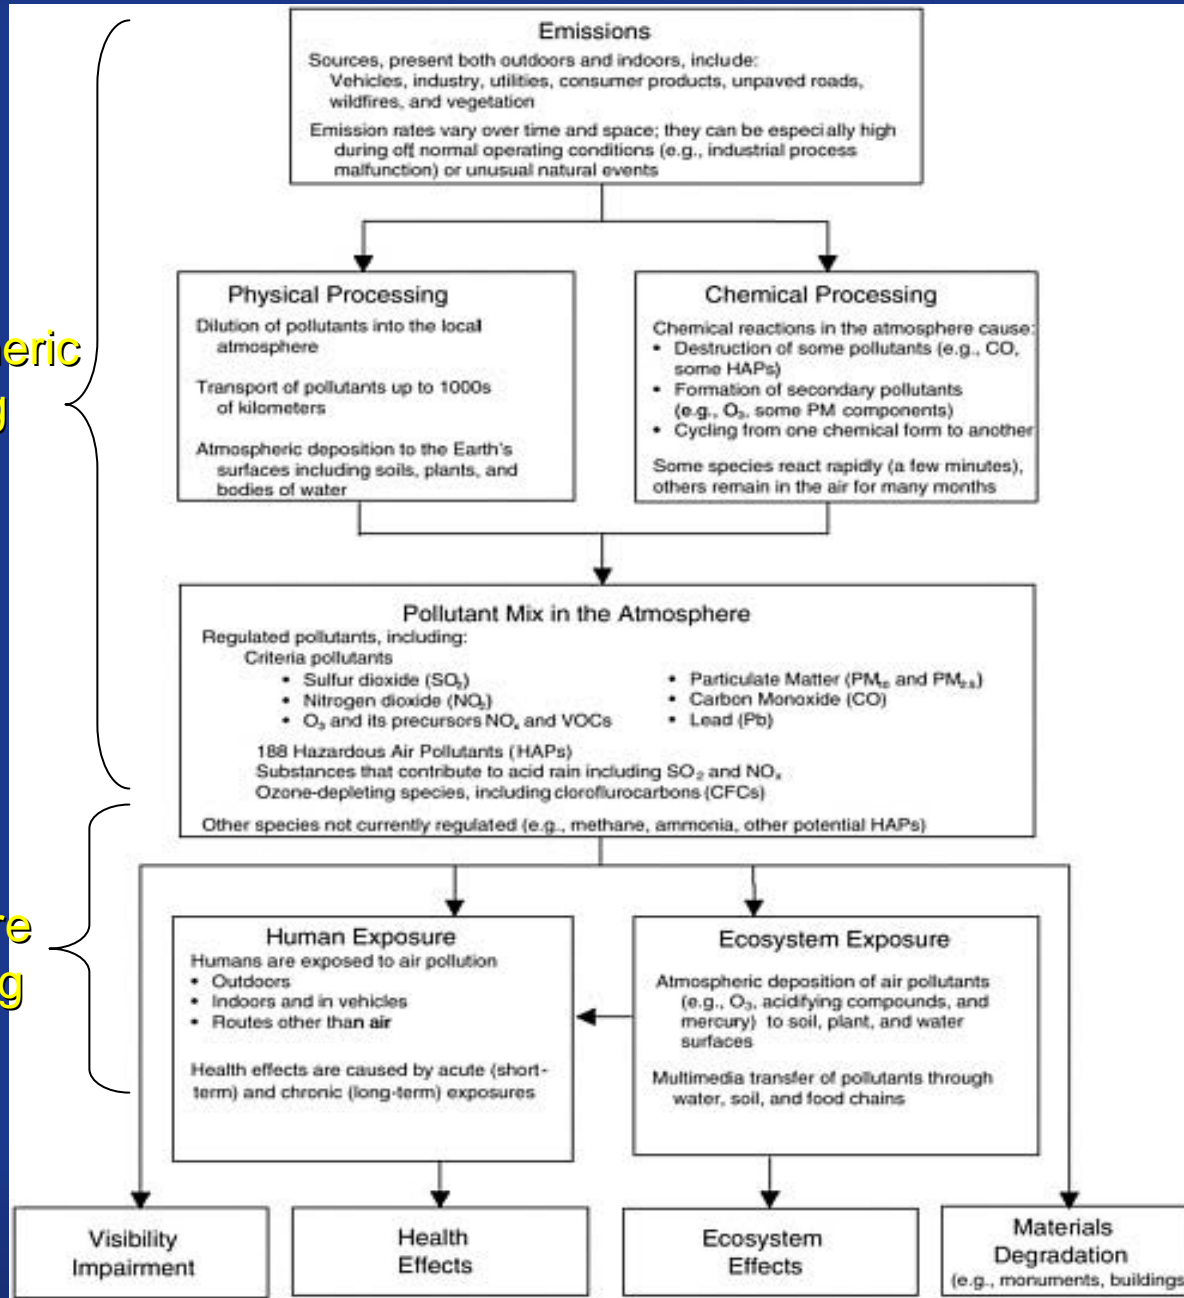 Emissions
Sources, present both outdoors and indoors, include:
Vehicles, industry, utilities, consumer products, unpaved roads,
wildfires, and vegetation
Emission rates vary over time and space; they can be especially high
during off normal operating conditions (e.g., industrial process
malfunction) or unusual natural events
Physical Processing
Dilution of pollutants into the local
atmosphere
Transport of pollutants up to 1000s
of kilometers
Atmospheric deposition to the Earth's
surfaces including soils, plants, and
bodies of water
Chemical Processing
Chemical reactions in the atmosphere cause:
• Destruction of some pollutants (e.g., CO,
some HAPs)
• Formation of secondary pollutants
(e.g., O₃, some PM components)
• Cycling from one chemical form to another
Some species react rapidly (a few minutes),
others remain in the air for many months
eric
g
Pollutant Mix in the Atmosphere
Regulated pollutants, including:
Criteria pollutants
• Sulfur dioxide (SO₂)
• Nitrogen dioxide (NO₂)
• O₃ and its precursors NOₓ and VOCs
• Particulate Matter (PM₁₀ and PM₂.₅)
• Carbon Monoxide (CO)
• Lead (Pb)
188 Hazardous Air Pollutants (HAPs)
Substances that contribute to acid rain including SO₂ and NOₓ
Ozone-depleting species, including cloroflurocarbons (CFCs)
Other species not currently regulated (e.g., methane, ammonia, other potential HAPs)
re
g
Human Exposure
Humans are exposed to air pollution
• Outdoors
• Indoors and in vehicles
• Routes other than air
Health effects are caused by acute (short-
term) and chronic (long-term) exposures
Ecosystem Exposure
Atmospheric deposition of air pollutants
(e.g., O₃, acidifying compounds, and
mercury) to soil, plant, and water
surfaces
Multimedia transfer of pollutants through
water, soil, and food chains
Visibility
Impairment
Health
Effects
Ecosystem
Effects
Materials
Degradation
(e.g., monuments, buildings